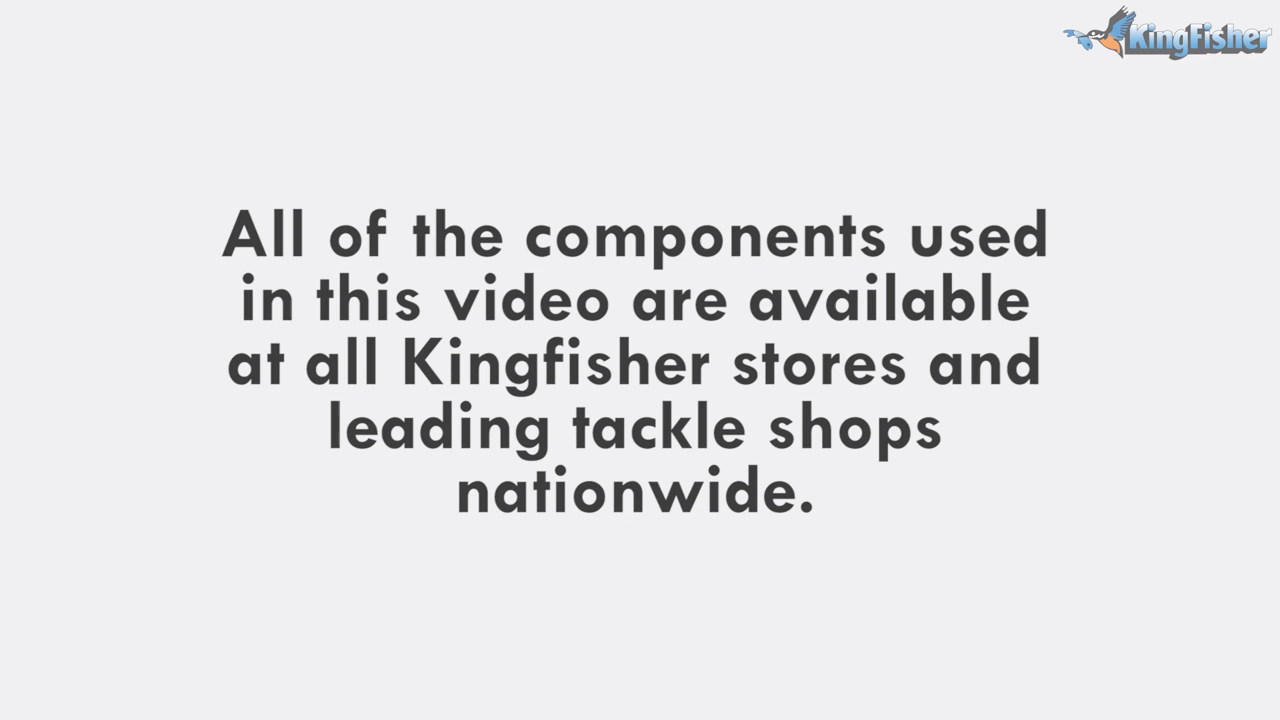 KingFisher
All of the components used
in this video are available
at all Kingfisher stores and
leading tackle shops
nationwide.